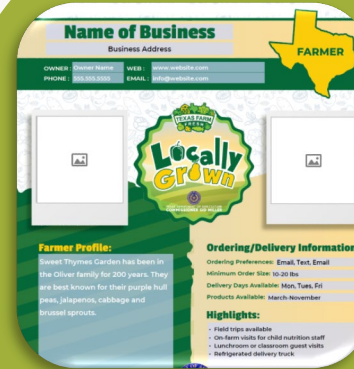 Name of Business
Business Address
FARMER
OWNER: Owner Name WEB: www.website.com
PHONE: 555.555.5555 EMAIL: info@website.com
TEXAS FARM
FRESH
Locally
Grown
COMMISSIONER SID MILLER
Farmer Profile:
Sweet Thymes Garden has been in
the Oliver family for 200 years. They
are best known for their purple hull
peas, jalapenos, cabbage and
brussel sprouts.
Ordering/Delivery Information
Ordering Preferences: Email, Text, Email
Minimum Order Size: 10-20 lbs
Delivery Days Available: Mon, Tues, Fri
Products Available: March-November
Highlights:
- Field trips available
- On-farm visits for child nutrition staff
- Lunchroom or classroom guest visits
- Refrigerated delivery truck